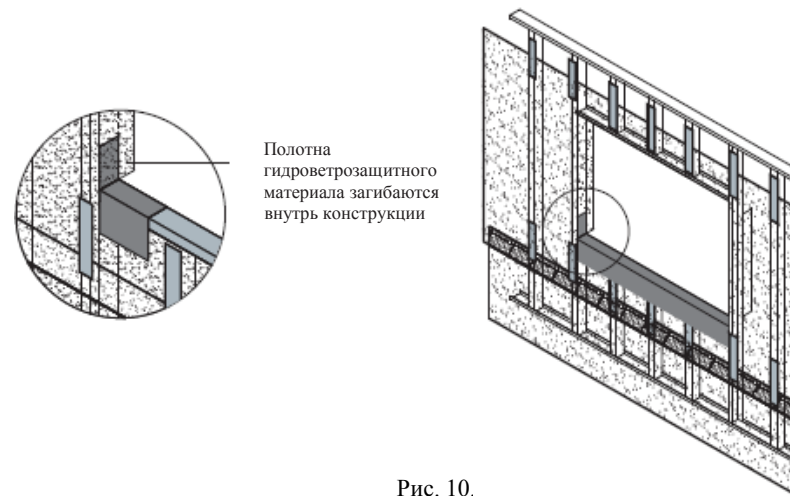 Полотна
гидроветрозащитного
материала загибаются
внутрь конструкции
Рис. 10.